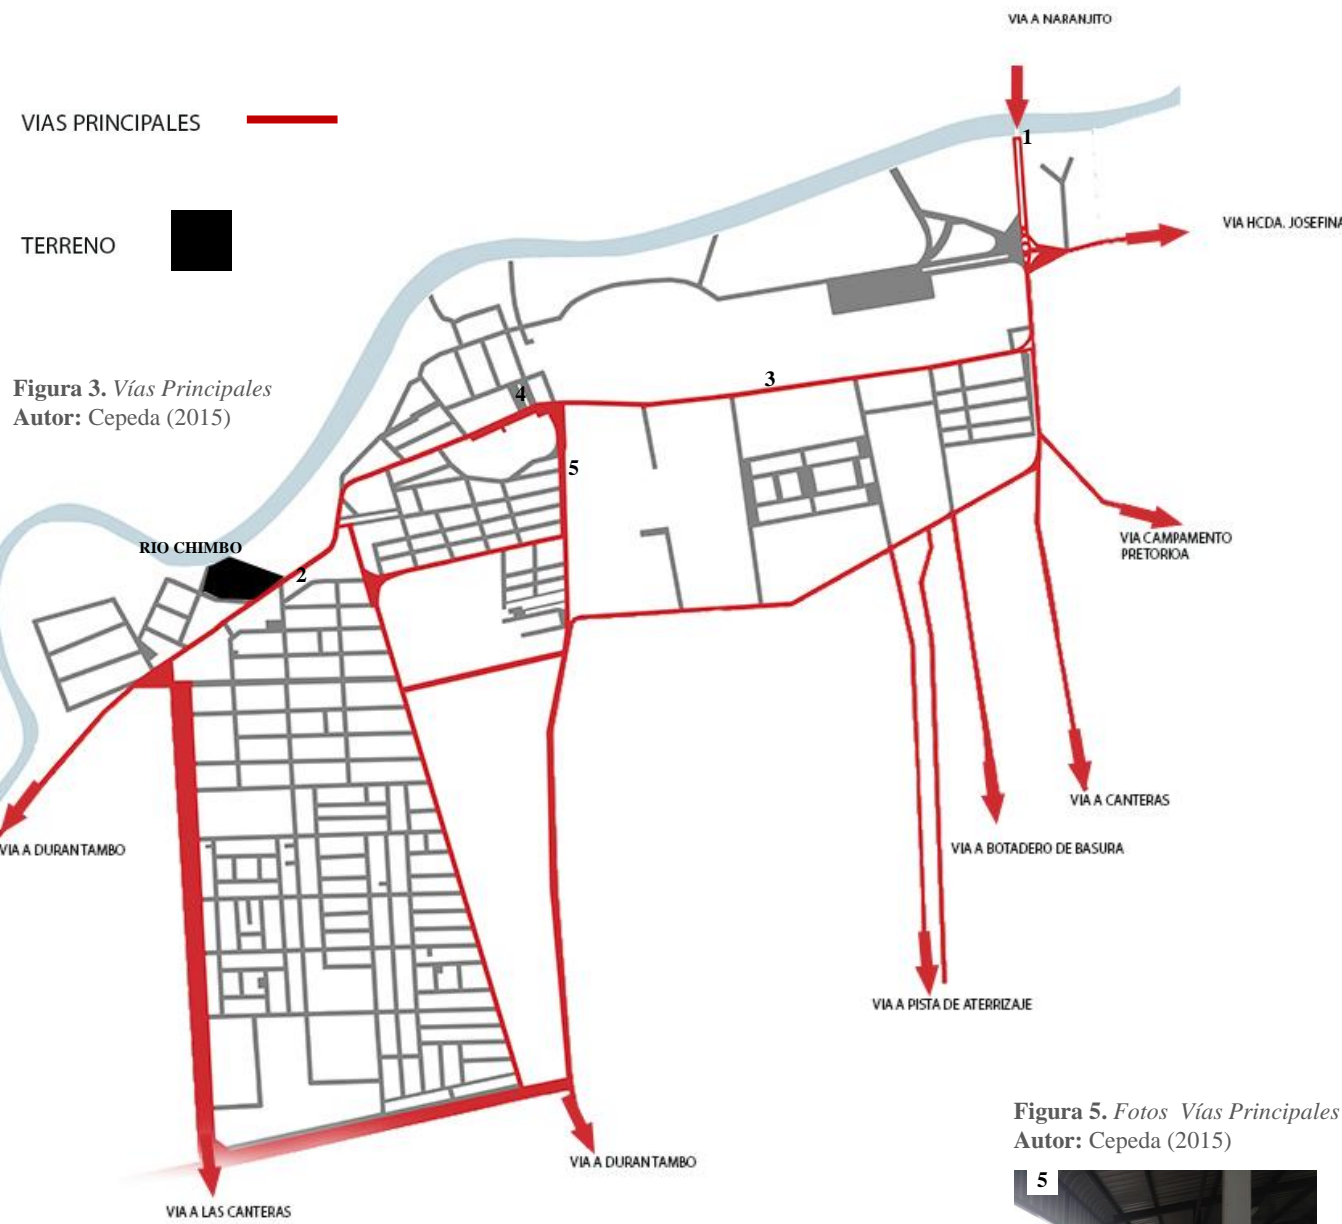 VIA A NARANJITO
VIAS PRINCIPALES
1
TERRENO
VIA HCDA. JOSEFINA
Figura 3. Vías Principales
Autor: Cepeda (2015)
3
4
5
RIO CHIMBO
2
VIA CAMPAMENTO
PRETORIOA
VIA A CANTERAS
VIA A DURANTAMBO
VIA A BOTADERO DE BASURA
VIA A PISTA DE ATERRIZAJE
Figura 5. Fotos Vías Principales
Autor: Cepeda (2015)
VIA A DURANTAMBO
5
VIA A LAS CANTERAS